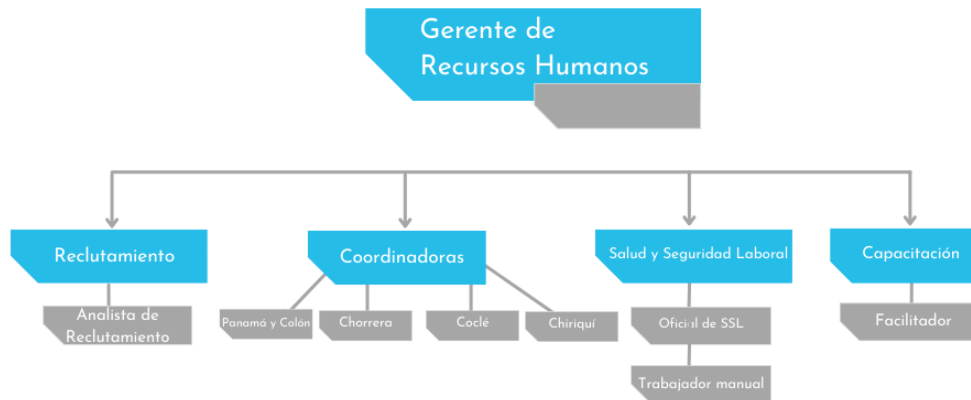 Gerente de
Recursos Humanos
Reclutamiento
Coordinadoras
Salud y Seguridad Laboral
Capacitación
Analista de
Reclutamiento
Panamá y Colón
Chorrera
Coclé
Chiriquí
Oficial de SSL
Facilitador
Trabajador manual